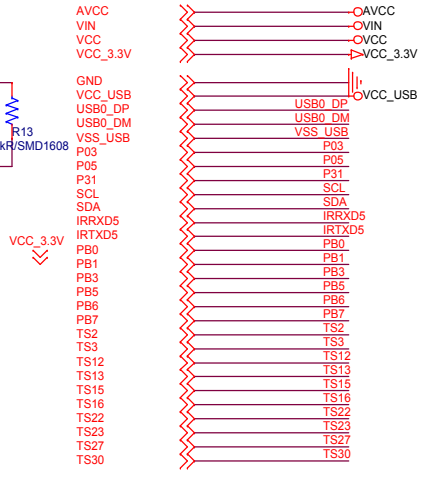 AVCC AVCC
VIN VIN
VCC VCC
VCC_3.3V VCC_3.3V
GND
VCC_USB VCC_USB
USB0_DP USB0_DP
USB0_DM USB0_DM
R13 VSS_USB VSS_USB
kR/SMD1608 P03 P03
P05 P05
P31 P31
SCL SCL
SDA SDA
IRRXD5 IRRXD5
IRTXD5 IRTXD5
VCC_3.3V PB0 PB0
PB1 PB1
PB3 PB3
PB5 PB5
PB6 PB6
PB7 PB7
TS2 TS2
TS3 TS3
TS12 TS12
TS13 TS13
TS15 TS15
TS16 TS16
TS22 TS22
TS23 TS23
TS27 TS27
TS30 TS30